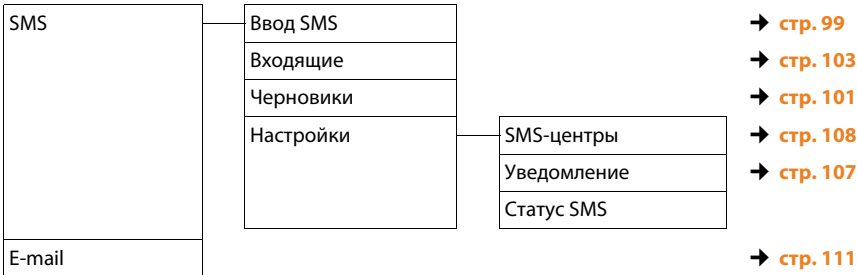 SMS Ввод SMS ➜ стр. 99
Входящие ➜ стр. 103
Черновики ➜ стр. 101
Настройки SMS-центры ➜ стр. 108
Уведомление ➜ стр. 107
Статус SMS
E-mail ➜ стр. 111